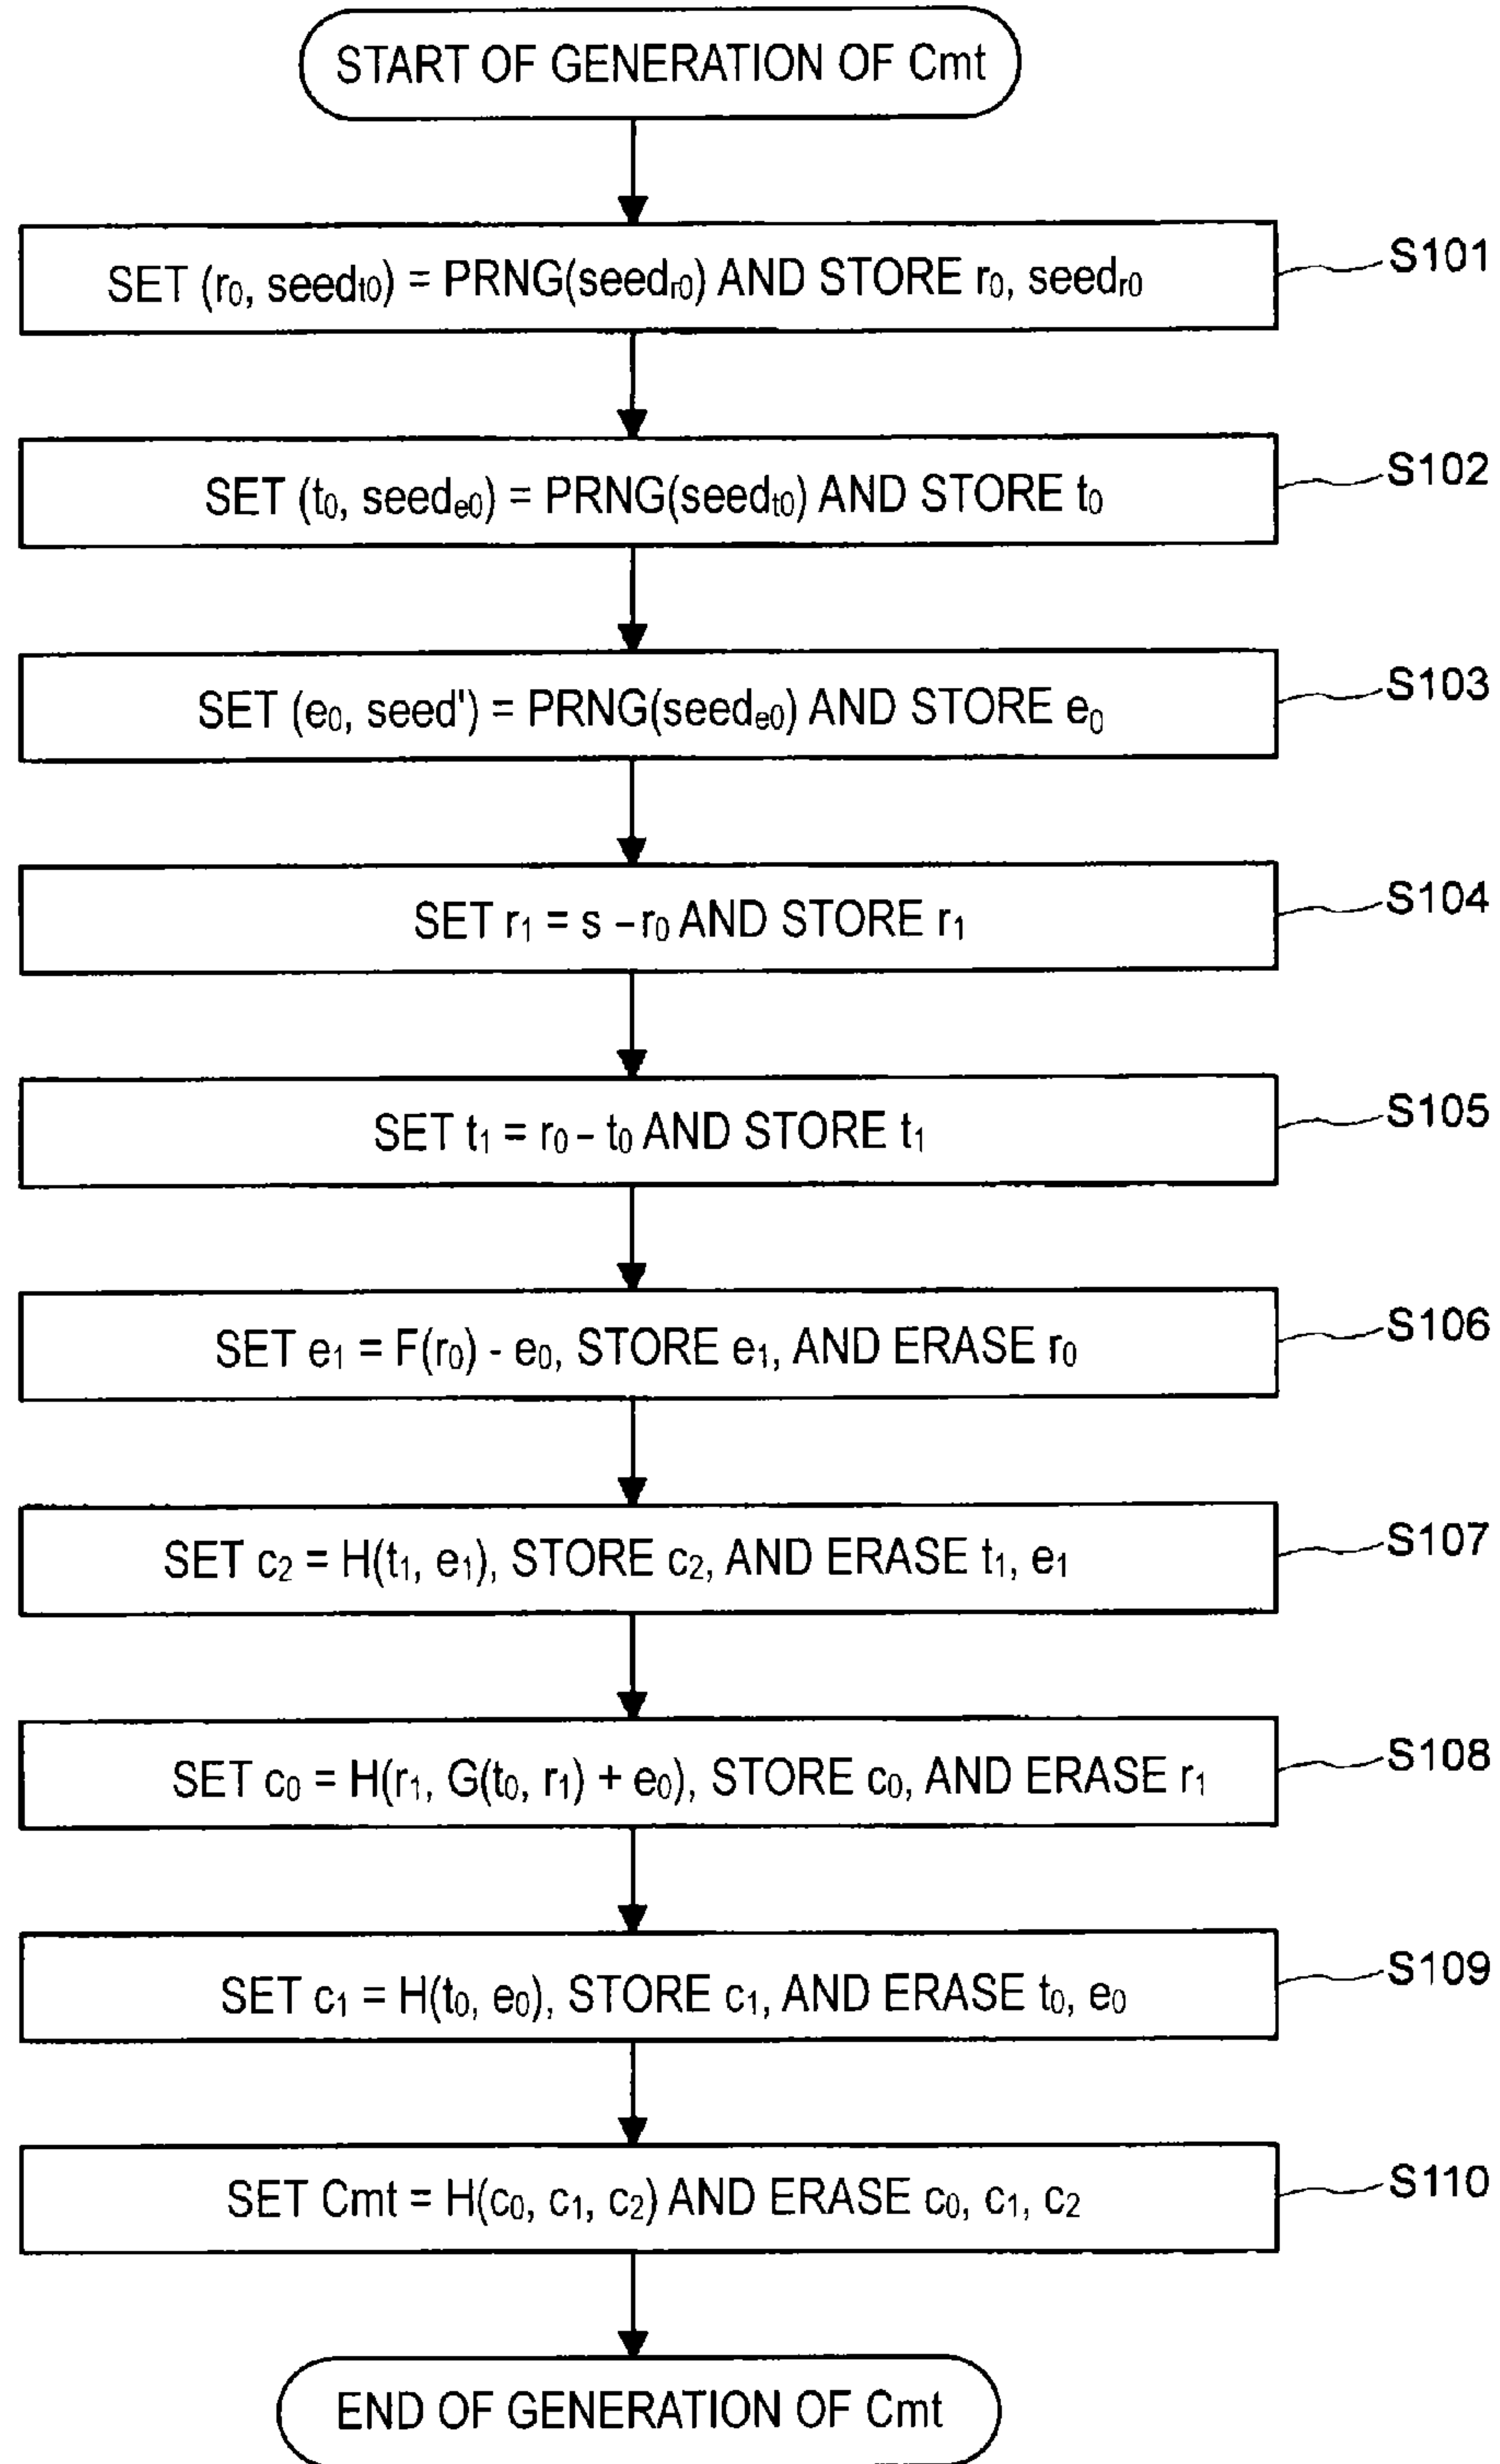 START OF GENERATION OF Cmt
SET (r₀, seedₜ₀) = PRNG(seedᵣ₀) AND STORE r₀, seedᵣ₀
S101
SET (t₀, seedₑ₀) = PRNG(seedₜ₀) AND STORE t₀
S102
SET (e₀, seed') = PRNG(seedₑ₀) AND STORE e₀
S103
SET r₁ = s – r₀ AND STORE r₁
S104
SET t₁ = r₀ – t₀ AND STORE t₁
S105
SET e₁ = F(r₀) - e₀, STORE e₁, AND ERASE r₀
S106
SET c₂ = H(t₁, e₁), STORE c₂, AND ERASE t₁, e₁
S107
SET c₀ = H(r₁, G(t₀, r₁) + e₀), STORE c₀, AND ERASE r₁
S108
SET c₁ = H(t₀, e₀), STORE c₁, AND ERASE t₀, e₀
S109
SET Cmt = H(c₀, c₁, c₂) AND ERASE c₀, c₁, c₂
S110
END OF GENERATION OF Cmt